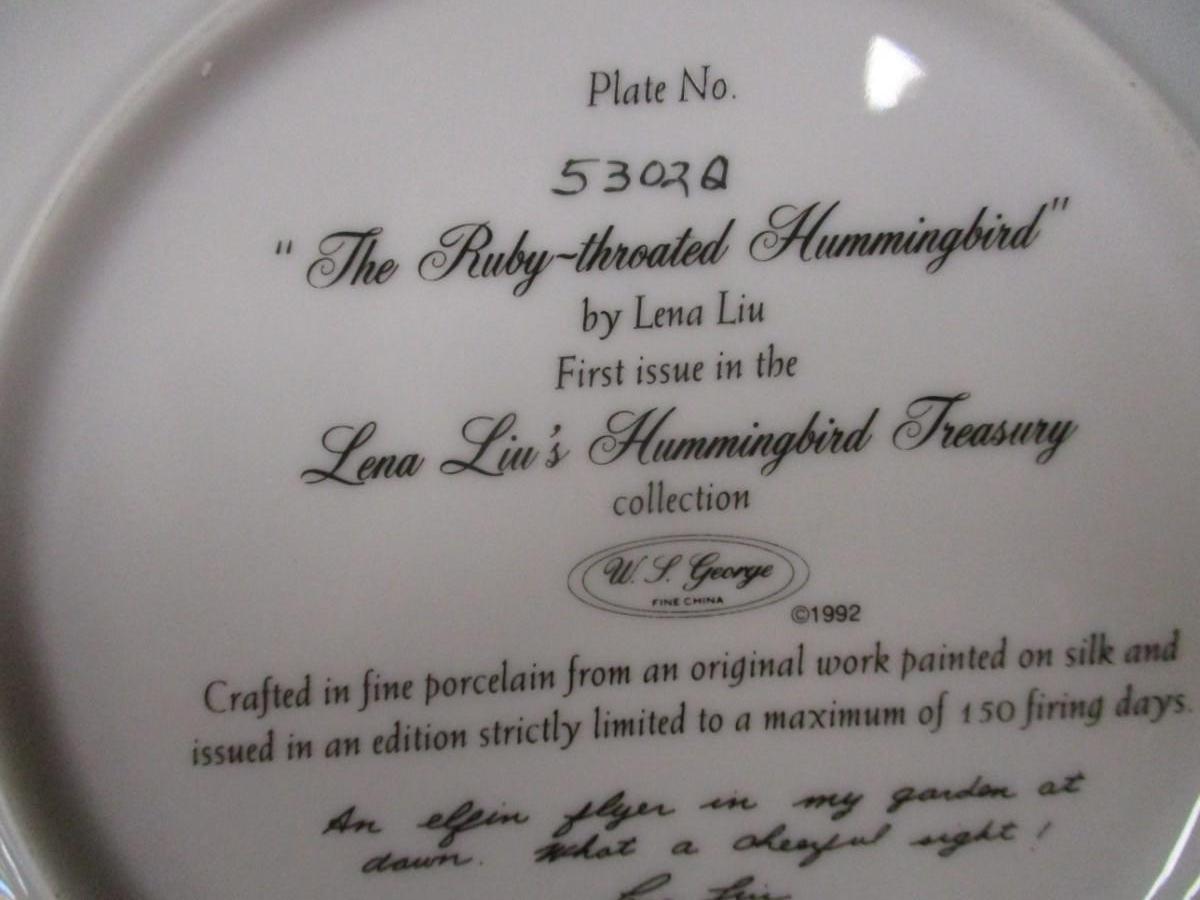 Plate No.
5302Q
"The Ruby~throated Hummingbird"
by Lena Liu
First issue in the
Lena Liu's Hummingbird Treasury
collection
W. S. George
FINE CHINA
©1992
Crafted in fine porcelain from an original work painted on silk and
issued in an edition strictly limited to a maximum of 150 firing days.
An elfin flyer in my garden at
dawn. What a cheerful sight!
Liu